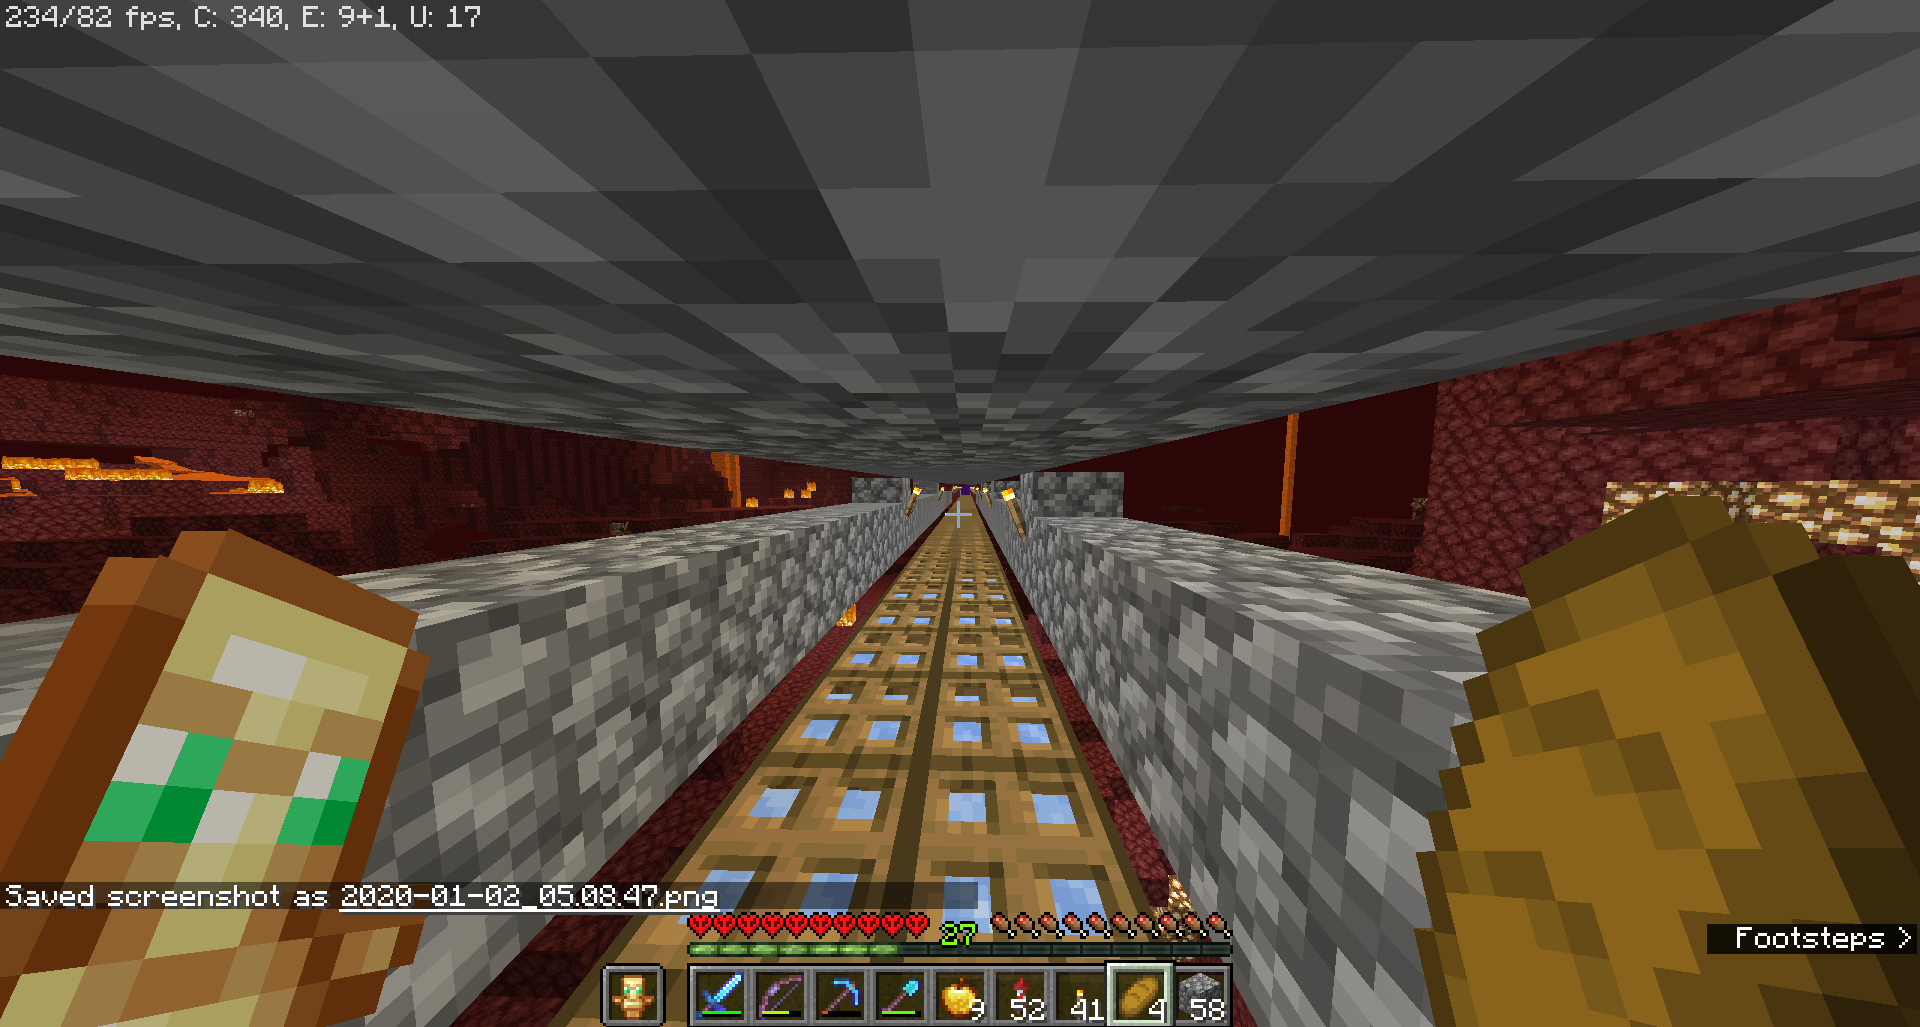 234/82 fps, C: 340, E: 9+1, U: 17
Saved screenshot as 2020-01-02_05.08.47.png
27
Footsteps >
9 52 41 4 58